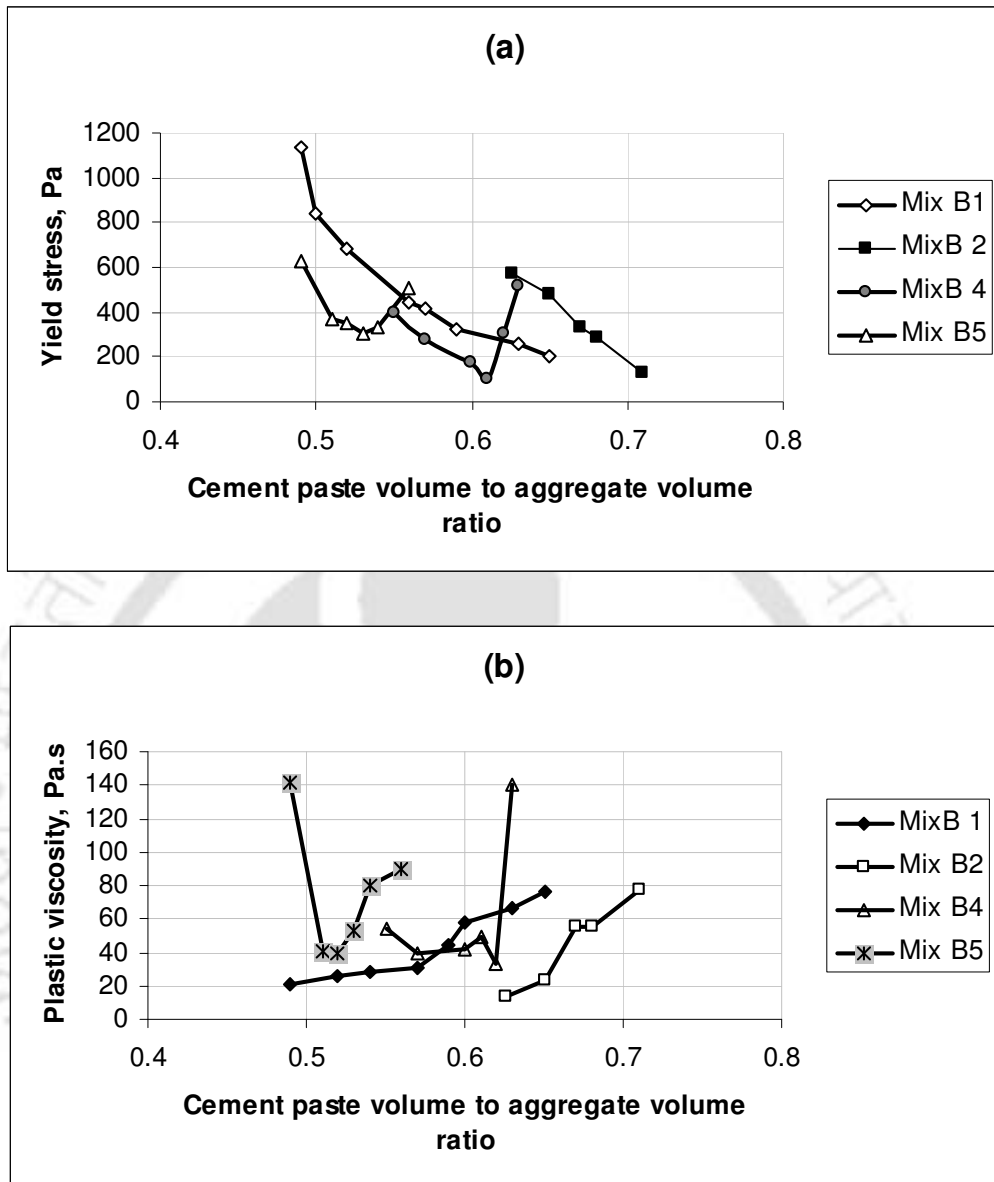 (a)
1200
1000
800
600
400
200
0
Yield stress, Pa
0.4 0.5 0.6 0.7 0.8
Cement paste volume to aggregate volume
ratio
Mix B1
MixB 2
MixB 4
Mix B5
(b)
160
140
120
100
80
60
40
20
0
Plastic viscosity, Pa.s
0.4 0.5 0.6 0.7 0.8
Cement paste volume to aggregate volume
ratio
MixB 1
Mix B2
Mix B4
Mix B5